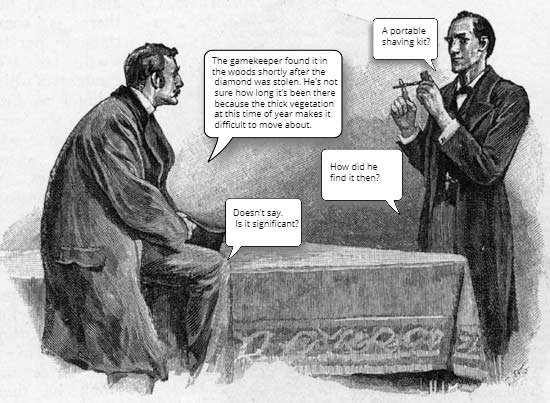 A portable
shaving kit?
The gamekeeper found it in
the woods shortly after the
diamond was stolen. He's not
sure how long it's been there
because the thick vegetation
at this time of year makes it
difficult to move about.
How did he
find it then?
Doesn't say.
Is it significant?